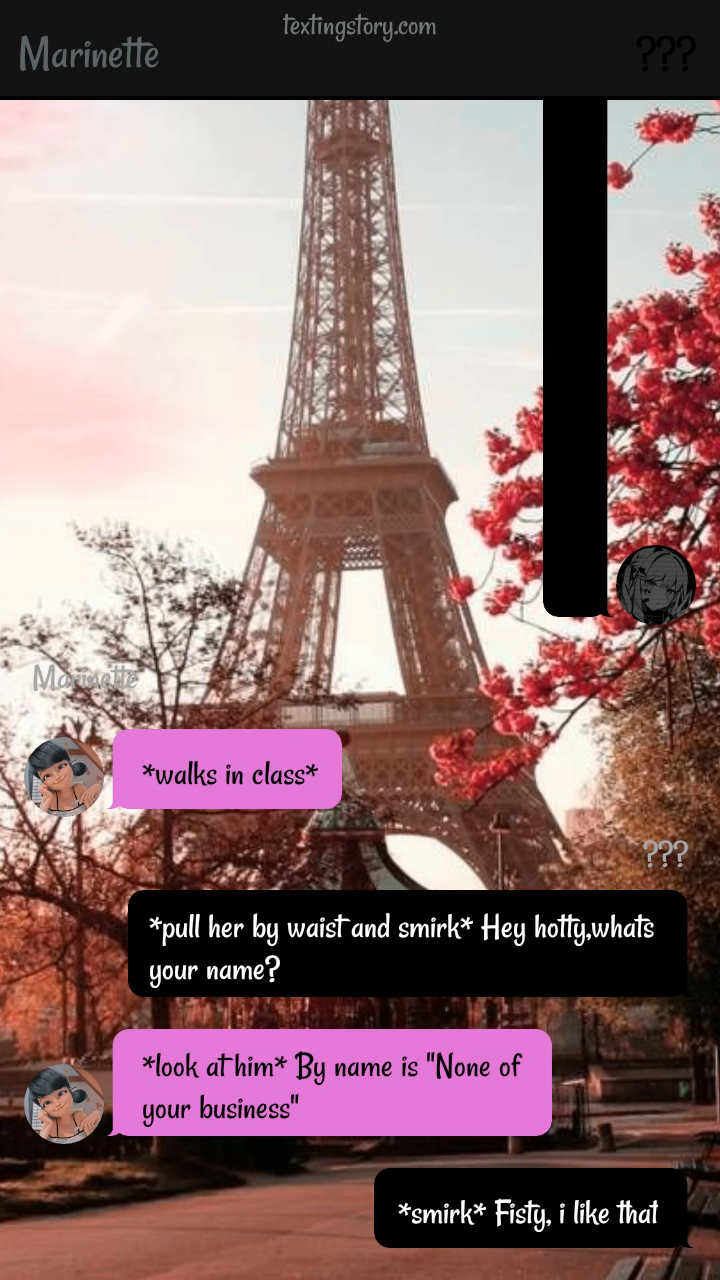 textingstory.com
Marinette
???
Marinette
*walks in class*
???
*pull her by waist and smirk* Hey hotty,whats
your name?
*look at him* By name is "None of
your business"
*smirk* Fisty, i like that